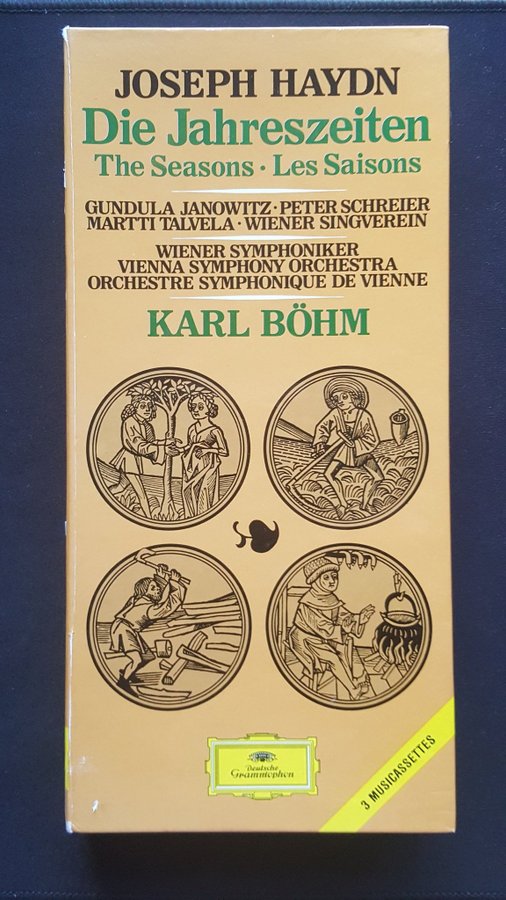 JOSEPH HAYDN
Die Jahreszeiten
The Seasons · Les Saisons
GUNDULA JANOWITZ · PETER SCHREIER
MARTTI TALVELA · WIENER SINGVEREIN
WIENER SYMPHONIKER
VIENNA SYMPHONY ORCHESTRA
ORCHESTRE SYMPHONIQUE DE VIENNE
KARL BÖHM
Deutsche
Grammophon
3 MUSICASSETTES